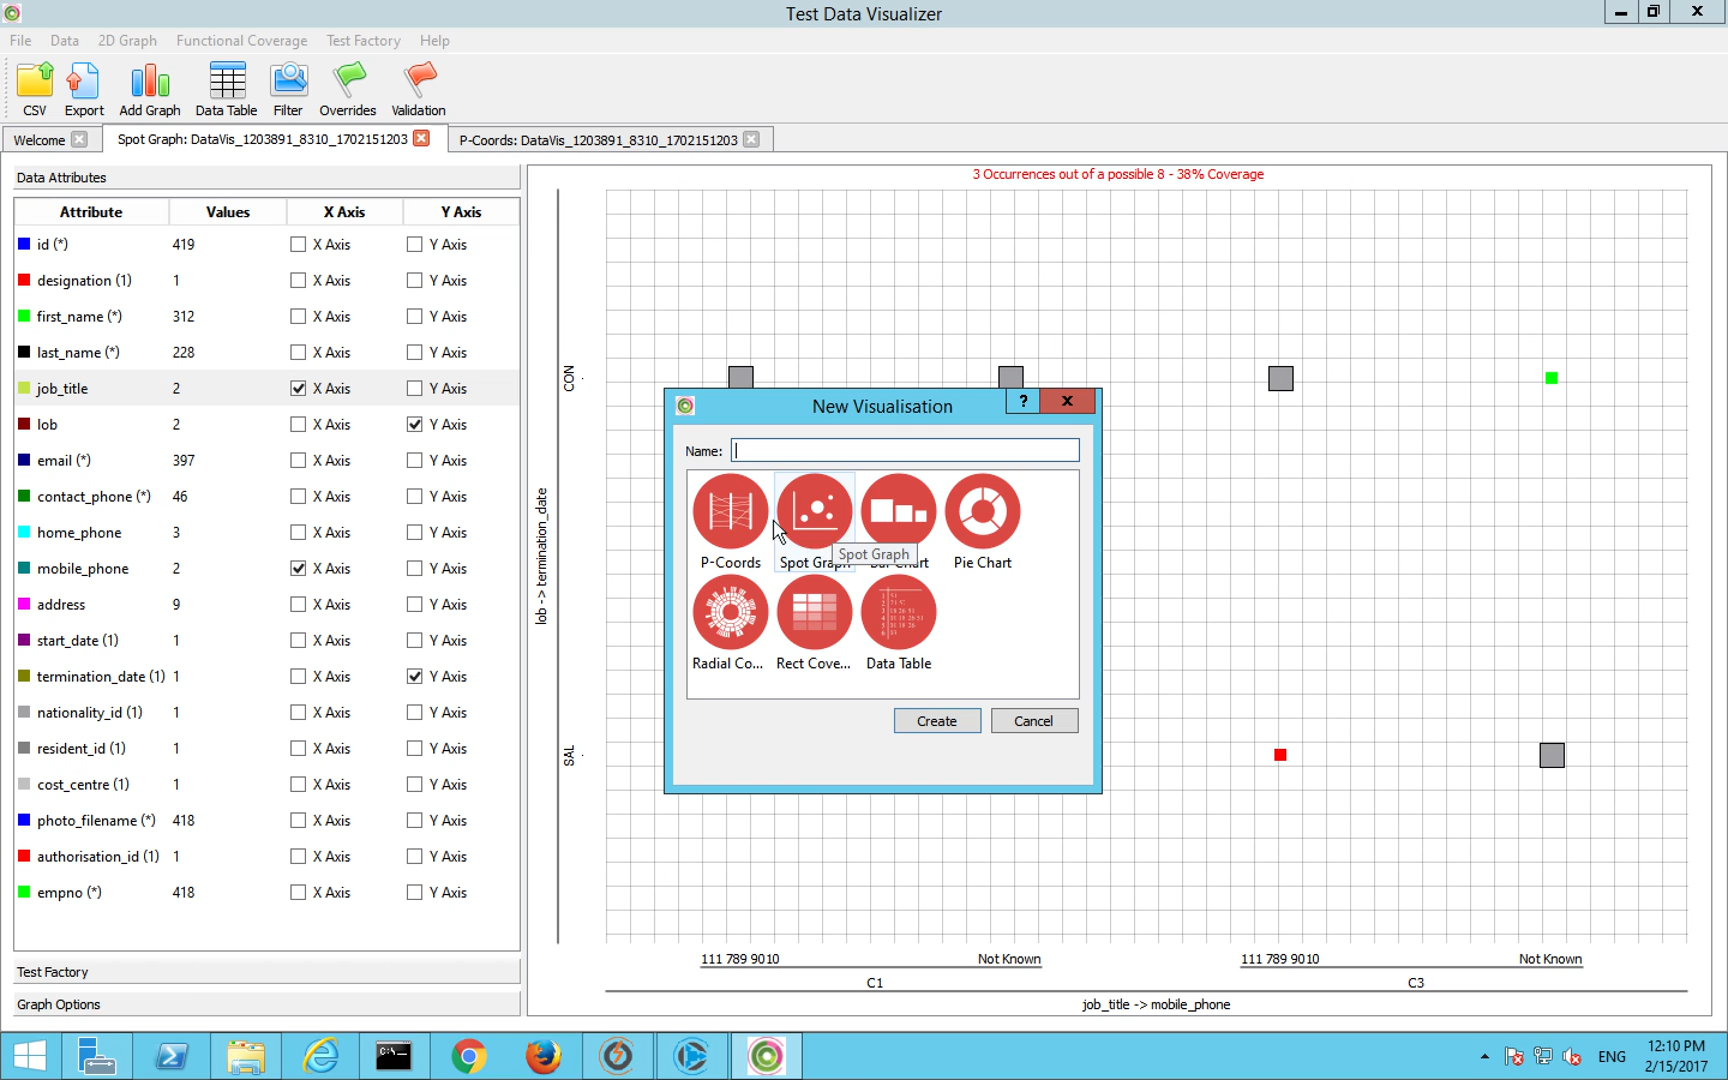 Test Data Visualizer
File Data 2D Graph Functional Coverage Test Factory Help
CSV Export Add Graph Data Table Filter Overrides Validation
Welcome Spot Graph: DataVis_1203891_8310_1702151203 P-Coords: DataVis_1203891_8310_1702151203
Data Attributes
Attribute Values X Axis Y Axis
id (*) 419 X Axis Y Axis
designation (1) 1 X Axis Y Axis
first_name (*) 312 X Axis Y Axis
last_name (*) 228 X Axis Y Axis
job_title 2 X Axis Y Axis
lob 2 X Axis Y Axis
email (*) 397 X Axis Y Axis
contact_phone (*) 46 X Axis Y Axis
home_phone 3 X Axis Y Axis
mobile_phone 2 X Axis Y Axis
address 9 X Axis Y Axis
start_date (1) 1 X Axis Y Axis
termination_date (1) 1 X Axis Y Axis
nationality_id (1) 1 X Axis Y Axis
resident_id (1) 1 X Axis Y Axis
cost_centre (1) 1 X Axis Y Axis
photo_filename (*) 418 X Axis Y Axis
authorisation_id (1) 1 X Axis Y Axis
empno (*) 418 X Axis Y Axis
Test Factory
Graph Options
3 Occurrences out of a possible 8 - 38% Coverage
CON
lob -> termination_date
SAL
New Visualisation
?
Name:
Spot Graph
P-Coords Spot Graph Pie Chart
Radial Co... Rect Cove... Data Table
Create Cancel
111 789 9010 Not Known 111 789 9010 Not Known
C1 C3
job_title -> mobile_phone
ENG
12:10 PM
2/15/2017